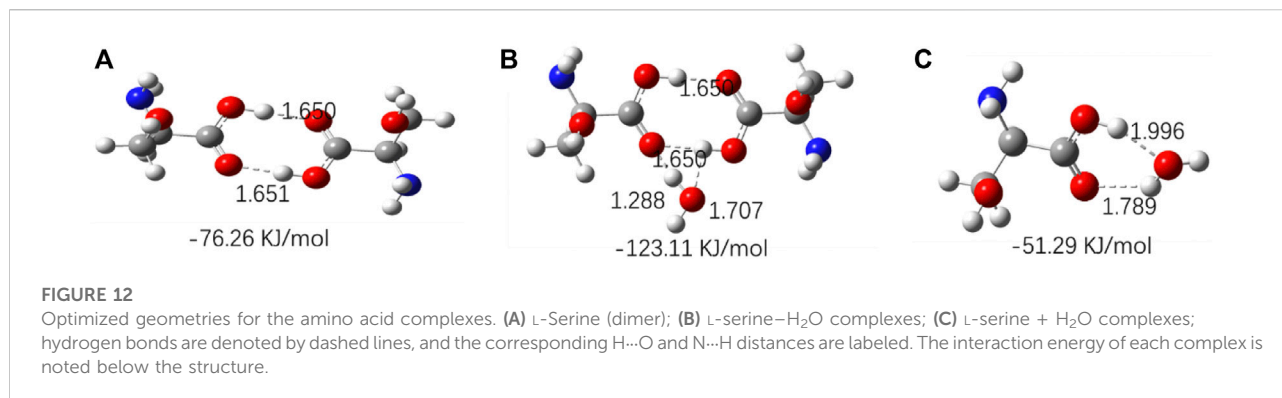 A
1.650
1.651
-76.26 KJ/mol
B
1.650
1.650
1.288
1.707
-123.11 KJ/mol
C
1.996
1.789
-51.29 KJ/mol
FIGURE 12
Optimized geometries for the amino acid complexes. (A) L-Serine (dimer); (B) L-serine–H₂O complexes; (C) L-serine + H₂O complexes;
hydrogen bonds are denoted by dashed lines, and the corresponding H···O and N···H distances are labeled. The interaction energy of each complex is
noted below the structure.